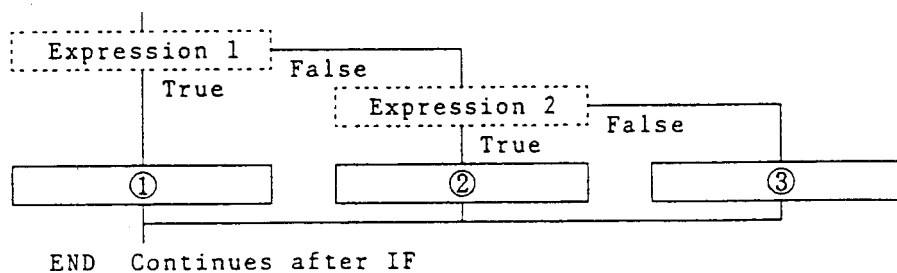 Expression 1
False
True
Expression 2
False
True
① ② ③
END Continues after IF